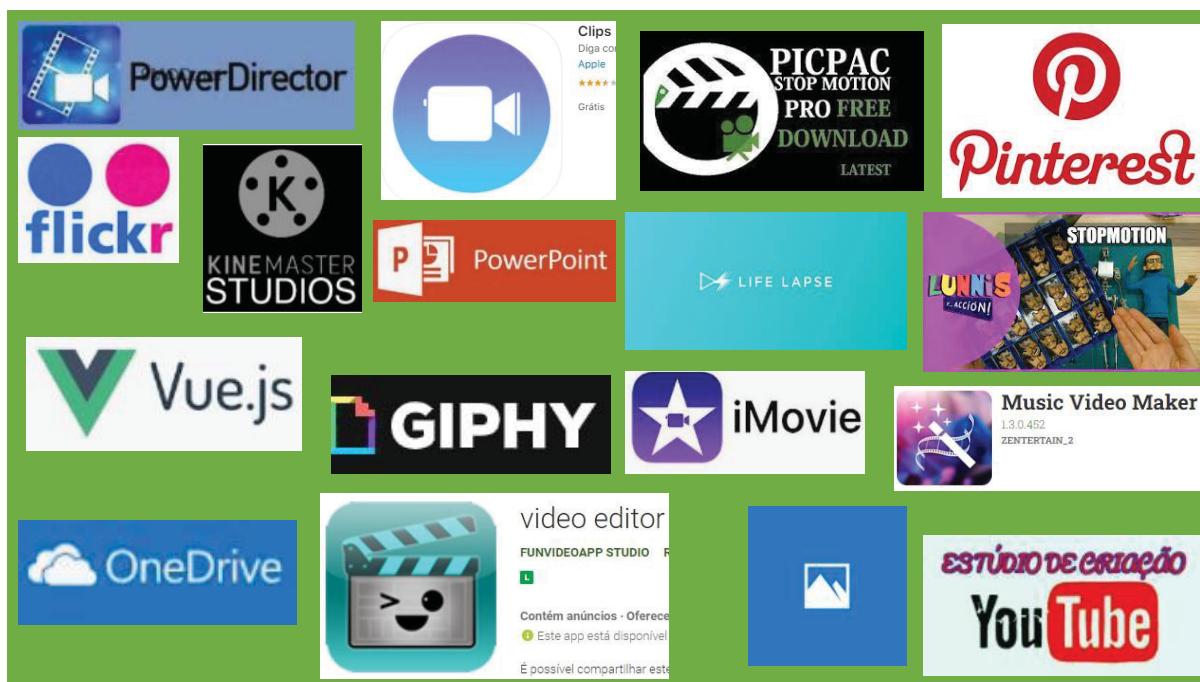 PowerDirector
Clips
Diga co
Apple
Grátis
PICPAC
STOP MOTION
PRO FREE
DOWNLOAD
LATEST
Pinterest
flickr
K
KINEMASTER
STUDIOS
P
PowerPoint
LIFE LAPSE
STOPMOTION
LUNNIS
ACCIÓN!
Vue.js
GIPHY
iMovie
Music Video Maker
1.3.0.452
ZENTERTAIN_2
OneDrive
video editor
FUNVIDEOAPP STUDIO
L
Contém anúncios · Oferece
Este app está disponível
É possível compartilhar este
ESTÚDIO DE CRIAÇÃO
YouTube